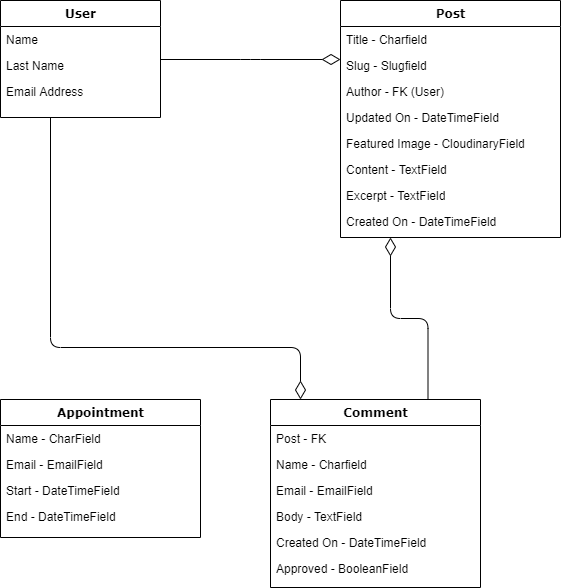 User
Name
Last Name
Email Address
Post
Title - Charfield
Slug - Slugfield
Author - FK (User)
Updated On - DateTimeField
Featured Image - CloudinaryField
Content - TextField
Excerpt - TextField
Created On - DateTimeField
Appointment
Name - CharField
Email - EmailField
Start - DateTimeField
End - DateTimeField
Comment
Post - FK
Name - Charfield
Email - EmailField
Body - TextField
Created On - DateTimeField
Approved - BooleanField